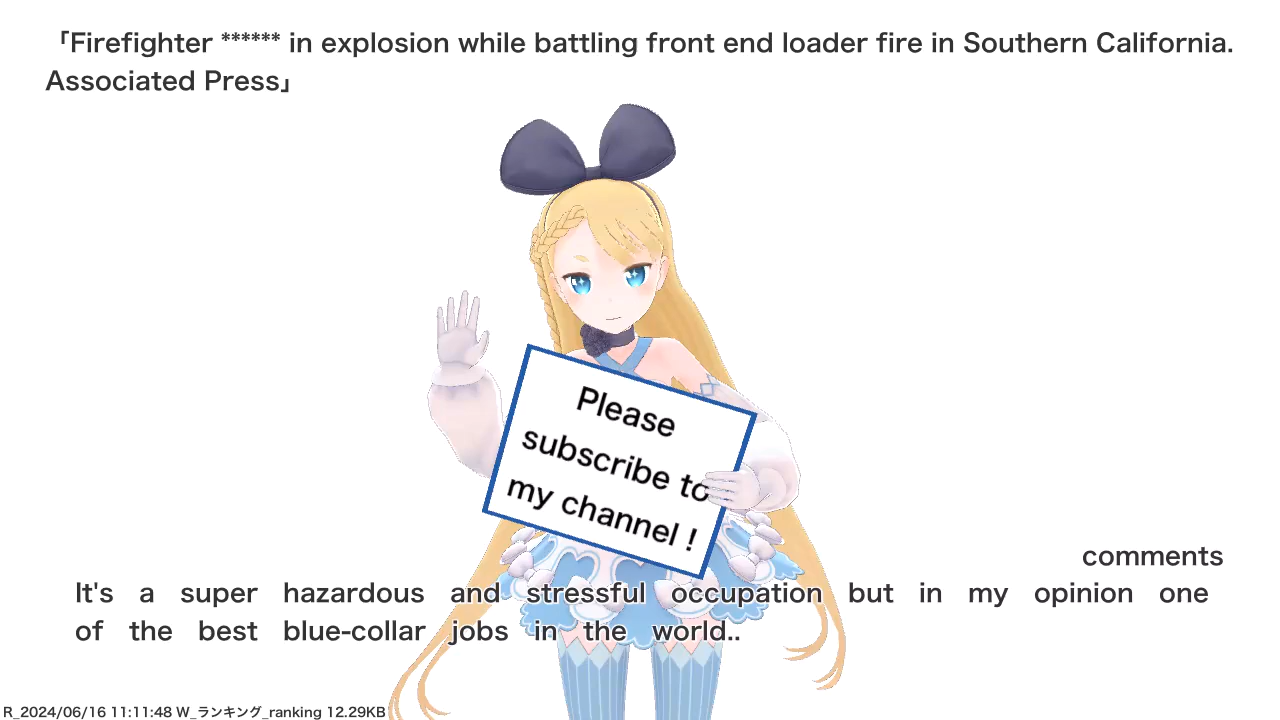 「Firefighter ****** in explosion while battling front end loader fire in Southern California.
Associated Press」
Please
subscribe to
my channel !
comments
It's a super hazardous and stressful occupation but in my opinion one
of the best blue-collar jobs in the world..
R_2024/06/16 11:11:48 W_ランキング_ranking 12.29KB